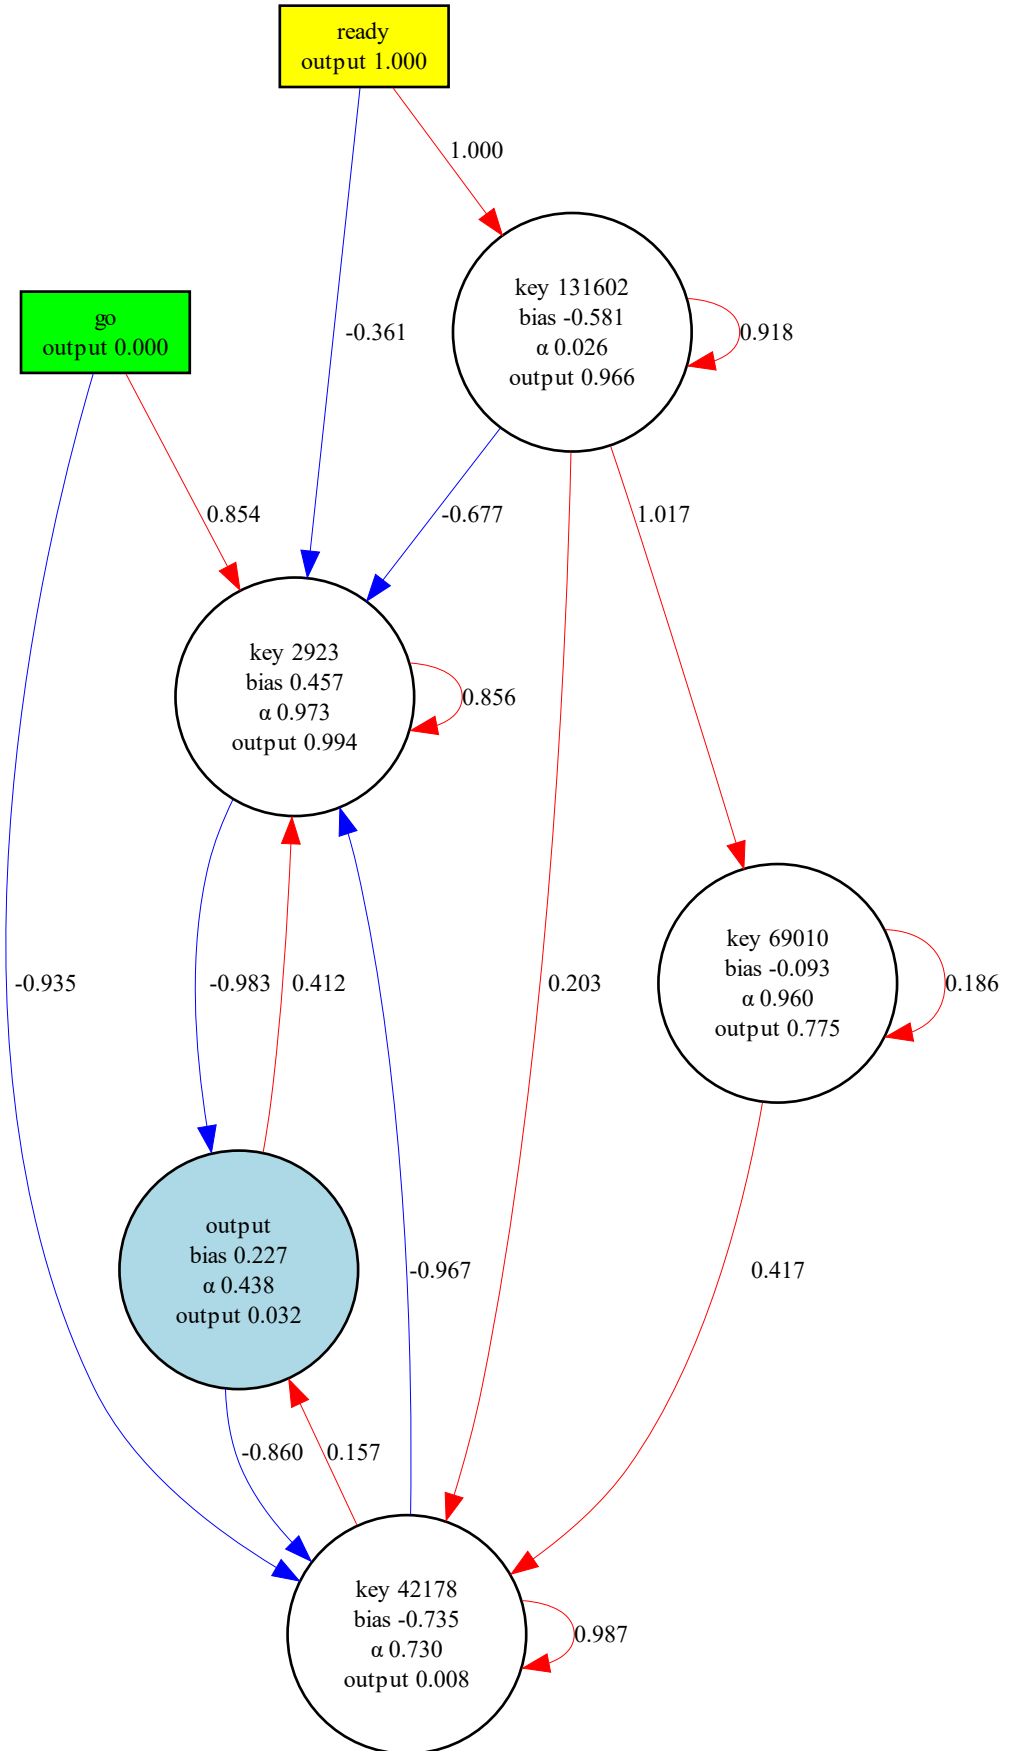 ready
output 1.000
1.000
key 131602
bias -0.581
α 0.026
output 0.966
0.918
go
output 0.000
-0.361
0.854
-0.677
1.017
key 2923
bias 0.457
α 0.973
output 0.994
0.856
key 69010
bias -0.093
α 0.960
output 0.775
0.186
-0.935
-0.983
0.412
0.203
output
bias 0.227
α 0.438
output 0.032
-0.967
0.417
-0.860
0.157
key 42178
bias -0.735
α 0.730
output 0.008
0.987